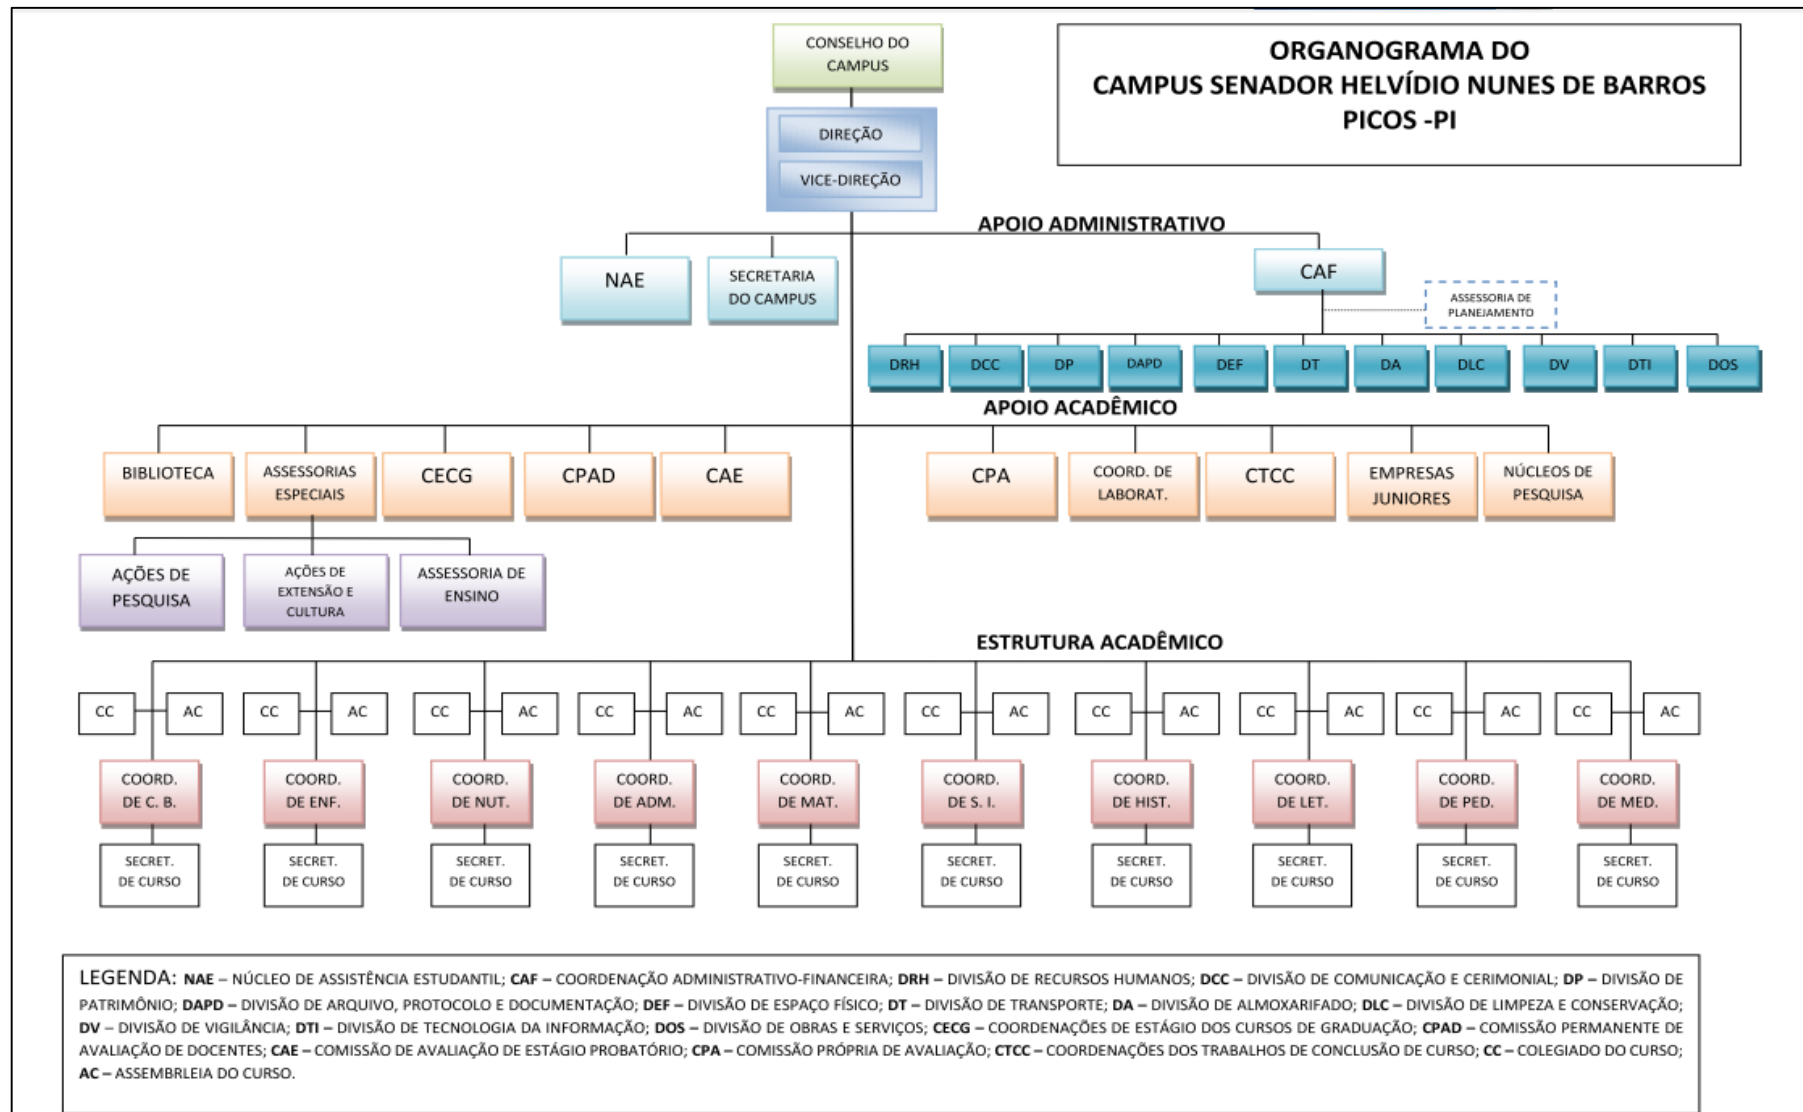 CONSELHO DO
CAMPUS
ORGANOGRAMA DO
CAMPUS SENADOR HELVÍDIO NUNES DE BARROS
PICOS -PI
DIREÇÃO
VICE-DIREÇÃO
APOIO ADMINISTRATIVO
NAE
SECRETARIA
DO CAMPUS
CAF
ASSESSORIA DE
PLANEJAMENTO
DRH
DCC
DP
DAPD
DEF
DT
DA
DLC
DV
DTI
DOS
APOIO ACADÊMICO
BIBLIOTECA
ASSESSORIAS
ESPECIAIS
CECG
CPAD
CAE
CPA
COORD. DE
LABORAT.
CTCC
EMPRESAS
JUNIORES
NÚCLEOS DE
PESQUISA
AÇÕES DE
PESQUISA
AÇÕES DE
EXTENSÃO E
CULTURA
ASSESSORIA DE
ENSINO
ESTRUTURA ACADÊMICO
CC AC CC AC CC AC CC AC CC AC CC AC CC AC CC AC CC AC CC AC
COORD.
DE C. B.
COORD.
DE ENF.
COORD.
DE NUT.
COORD.
DE ADM.
COORD.
DE MAT.
COORD.
DE S. I.
COORD.
DE HIST.
COORD.
DE LET.
COORD.
DE PED.
COORD.
DE MED.
SECRET.
DE CURSO
SECRET.
DE CURSO
SECRET.
DE CURSO
SECRET.
DE CURSO
SECRET.
DE CURSO
SECRET.
DE CURSO
SECRET.
DE CURSO
SECRET.
DE CURSO
SECRET.
DE CURSO
SECRET.
DE CURSO
LEGENDA: NAE – NÚCLEO DE ASSISTÊNCIA ESTUDANTIL; CAF – COORDENAÇÃO ADMINISTRATIVO-FINANCEIRA; DRH – DIVISÃO DE RECURSOS HUMANOS; DCC – DIVISÃO DE COMUNICAÇÃO E CERIMONIAL; DP – DIVISÃO DE
PATRIMÔNIO; DAPD – DIVISÃO DE ARQUIVO, PROTOCOLO E DOCUMENTAÇÃO; DEF – DIVISÃO DE ESPAÇO FÍSICO; DT – DIVISÃO DE TRANSPORTE; DA – DIVISÃO DE ALMOXARIFADO; DLC – DIVISÃO DE LIMPEZA E CONSERVAÇÃO;
DV – DIVISÃO DE VIGILÂNCIA; DTI – DIVISÃO DE TECNOLOGIA DA INFORMAÇÃO; DOS – DIVISÃO DE OBRAS E SERVIÇOS; CECG – COORDENAÇÕES DE ESTÁGIO DOS CURSOS DE GRADUAÇÃO; CPAD – COMISSÃO PERMANENTE DE
AVALIAÇÃO DE DOCENTES; CAE – COMISSÃO DE AVALIAÇÃO DE ESTÁGIO PROBATÓRIO; CPA – COMISSÃO PRÓPRIA DE AVALIAÇÃO; CTCC – COORDENAÇÕES DOS TRABALHOS DE CONCLUSÃO DE CURSO; CC – COLEGIADO DO CURSO;
AC – ASSEMBRLEIA DO CURSO.